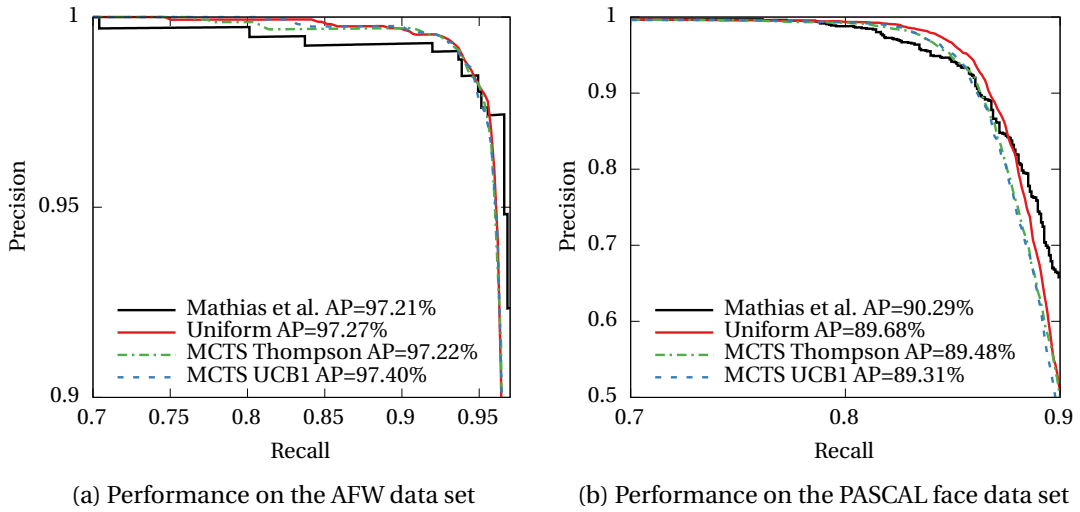 1
0.95
0.9
0.7
0.75
0.8
0.85
0.9
0.95
Precision
Recall
Mathias et al. AP=97.21%
Uniform AP=97.27%
MCTS Thompson AP=97.22%
MCTS UCB1 AP=97.40%
(a) Performance on the AFW data set
1
0.9
0.8
0.7
0.6
0.5
0.7
0.8
0.9
Precision
Recall
Mathias et al. AP=90.29%
Uniform AP=89.68%
MCTS Thompson AP=89.48%
MCTS UCB1 AP=89.31%
(b) Performance on the PASCAL face data set